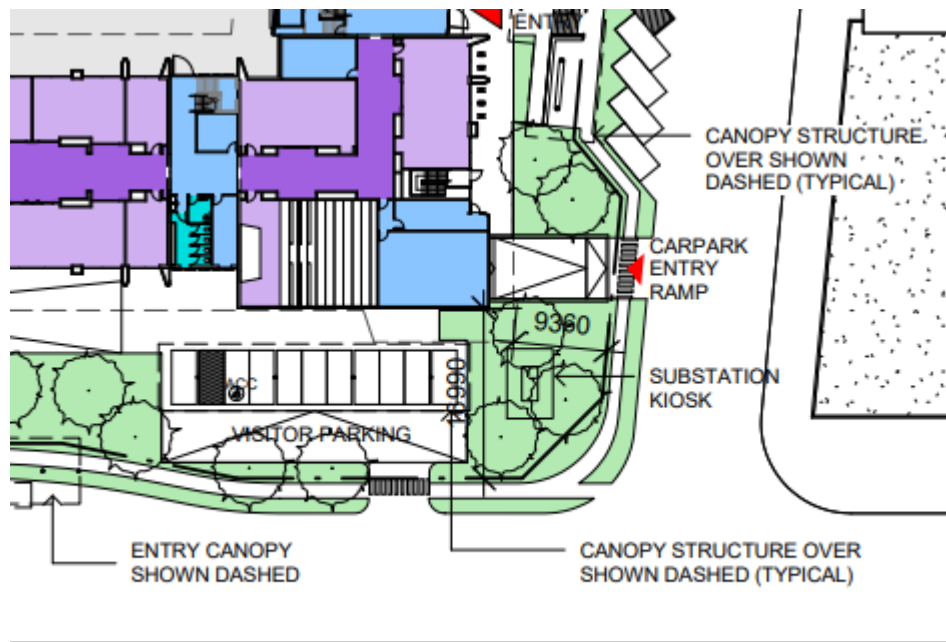 ENTRY
CANOPY STRUCTURE
OVER SHOWN
DASHED (TYPICAL)
CARPARK
ENTRY
RAMP
9360
SUBSTATION
KIOSK
ACC
VISITOR PARKING
ENTRY CANOPY
SHOWN DASHED
CANOPY STRUCTURE OVER
SHOWN DASHED (TYPICAL)